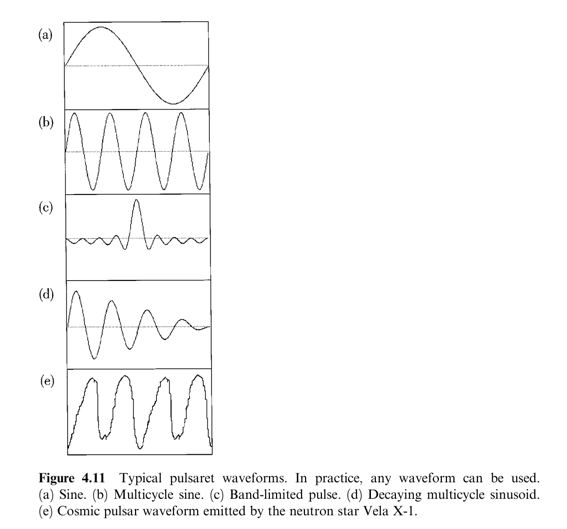 (a)
(b)
(c)
(d)
(e)
Figure 4.11 Typical pulsaret waveforms. In practice, any waveform can be used.
(a) Sine. (b) Multicycle sine. (c) Band-limited pulse. (d) Decaying multicycle sinusoid.
(e) Cosmic pulsar waveform emitted by the neutron star Vela X-1.